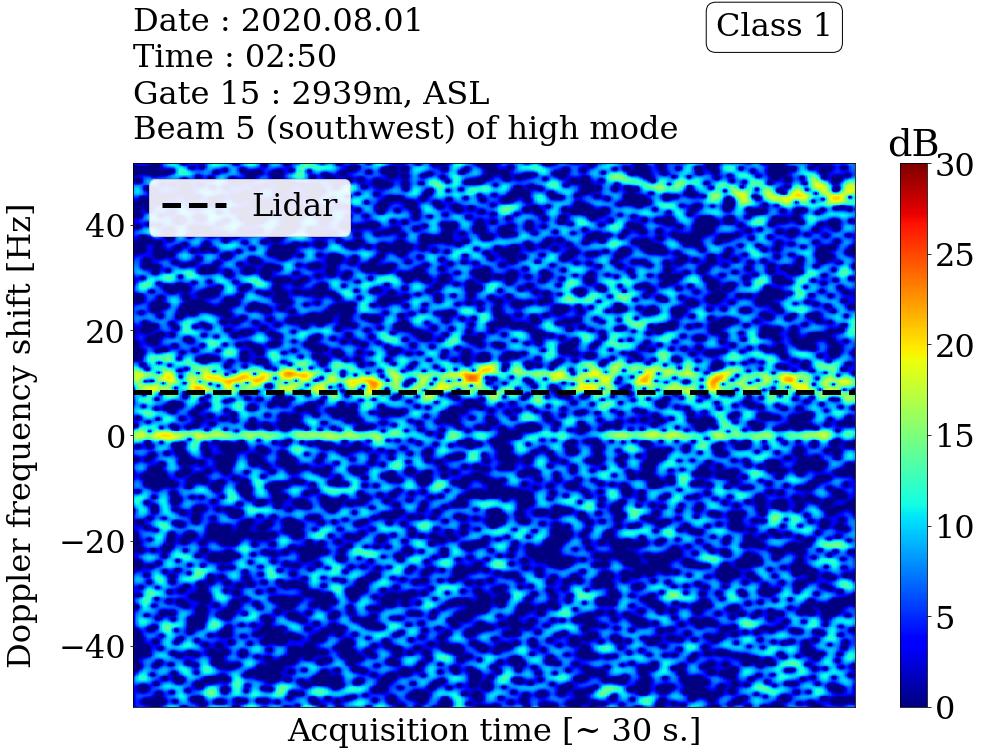 Date : 2020.08.01
Time : 02:50
Gate 15 : 2939m, ASL
Beam 5 (southwest) of high mode
Class 1
dB
Lidar
Doppler frequency shift [Hz]
40
20
0
−20
−40
30
25
20
15
10
5
0
Acquisition time [~ 30 s.]